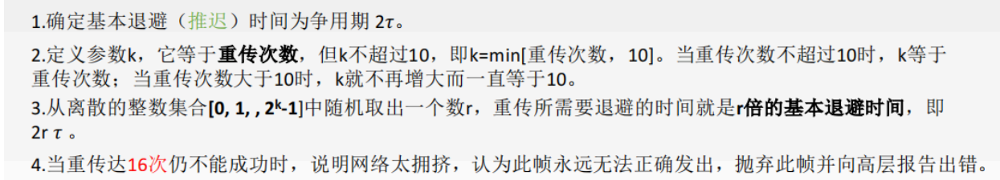 1.确定基本退避（推迟）时间为争用期 2τ。
2.定义参数k，它等于重传次数，但k不超过10，即k=min[重传次数，10]。当重传次数不超过10时，k等于
重传次数；当重传次数大于10时，k就不再增大而一直等于10。
3.从离散的整数集合[0, 1, , 2ᵏ-1]中随机取出一个数r，重传所需要退避的时间就是r倍的基本退避时间，即
2r τ 。
4.当重传达16次仍不能成功时，说明网络太拥挤，认为此帧永远无法正确发出，抛弃此帧并向高层报告出错。